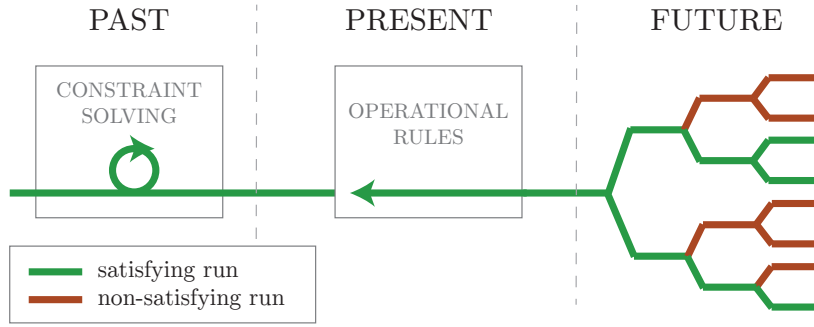 PAST
PRESENT
FUTURE
CONSTRAINT
SOLVING
OPERATIONAL
RULES
satisfying run
non-satisfying run